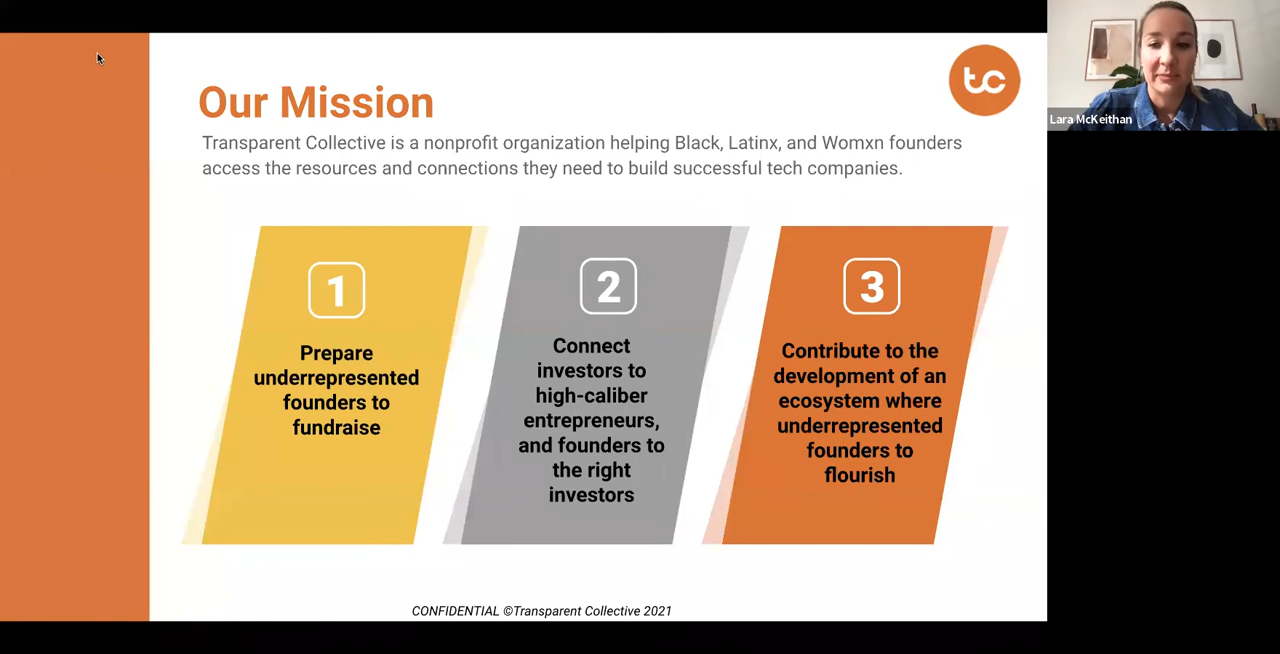 Our Mission
tc
Transparent Collective is a nonprofit organization helping Black, Latinx, and Womxn founders
access the resources and connections they need to build successful tech companies.
Lara McKeithan
1
Prepare
underrepresented
founders to
fundraise
2
Connect
investors to
high-caliber
entrepreneurs,
and founders to
the right
investors
3
Contribute to the
development of an
ecosystem where
underrepresented
founders to
flourish
CONFIDENTIAL ©Transparent Collective 2021